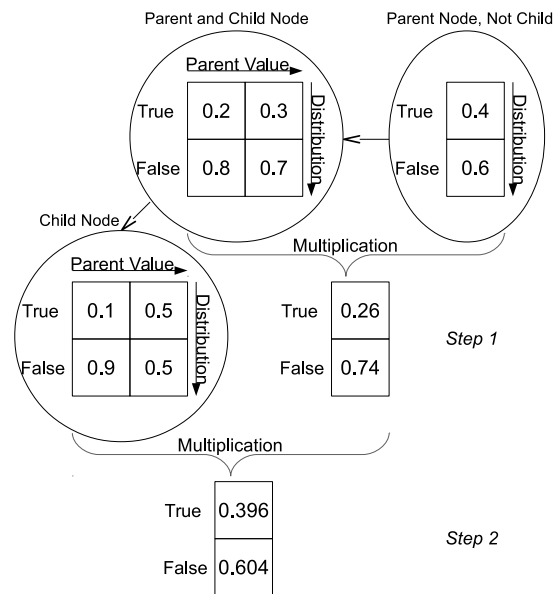 Parent and Child Node
Parent Node, Not Child
Parent Value
True 0.2 0.3
False 0.8 0.7
Distribution
0.4
0.6
Distribution
Child Node
Multiplication
Parent Value
True 0.1 0.5
False 0.9 0.5
Distribution
True 0.26
False 0.74
Step 1
Multiplication
True 0.396
False 0.604
Step 2